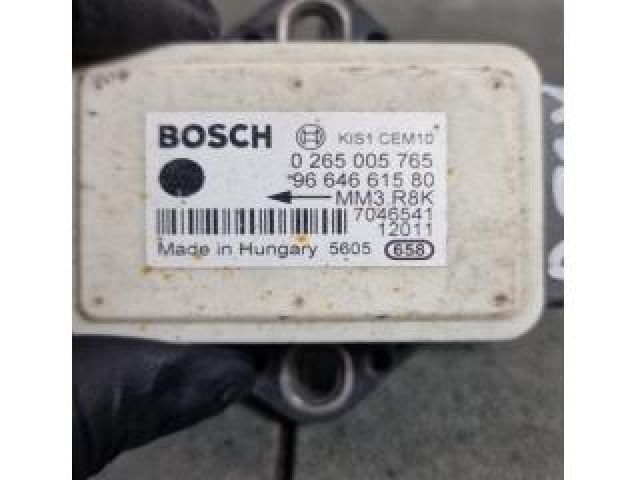 BOSCH KIS1 CEM10
0 265 005 765
96 646 615 80
MM3 R8K
7046541
12011
Made in Hungary 5605 658